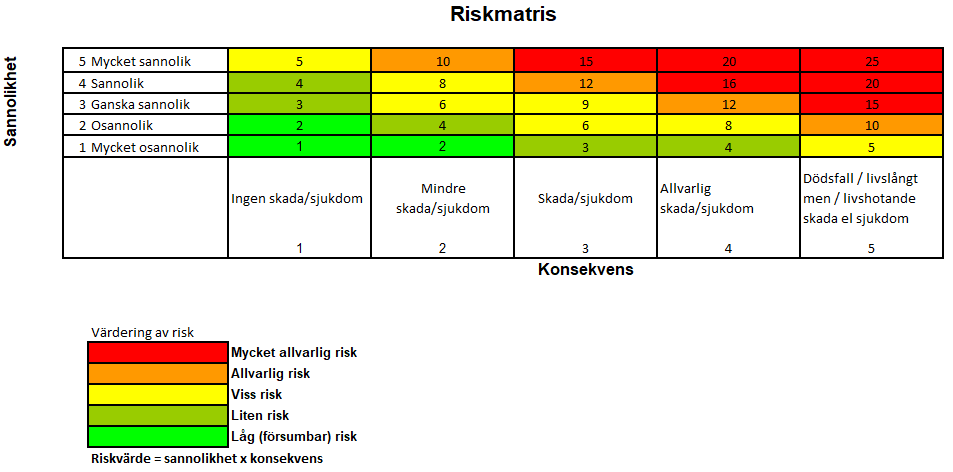 Riskmatris
Sannolikhet
5 Mycket sannolik 5 10 15 20 25
4 Sannolik 4 8 12 16 20
3 Ganska sannolik 3 6 9 12 15
2 Osannolik 2 4 6 8 10
1 Mycket osannolik 1 2 3 4 5
Ingen skada/sjukdom
Mindre
skada/sjukdom
Skada/sjukdom
Allvarlig
skada/sjukdom
Dödsfall / livslångt
men / livshotande
skada el sjukdom
1 2 3 4 5
Konsekvens
Värdering av risk
Mycket allvarlig risk
Allvarlig risk
Viss risk
Liten risk
Låg (försumbar) risk
Riskvärde = sannolikhet x konsekvens